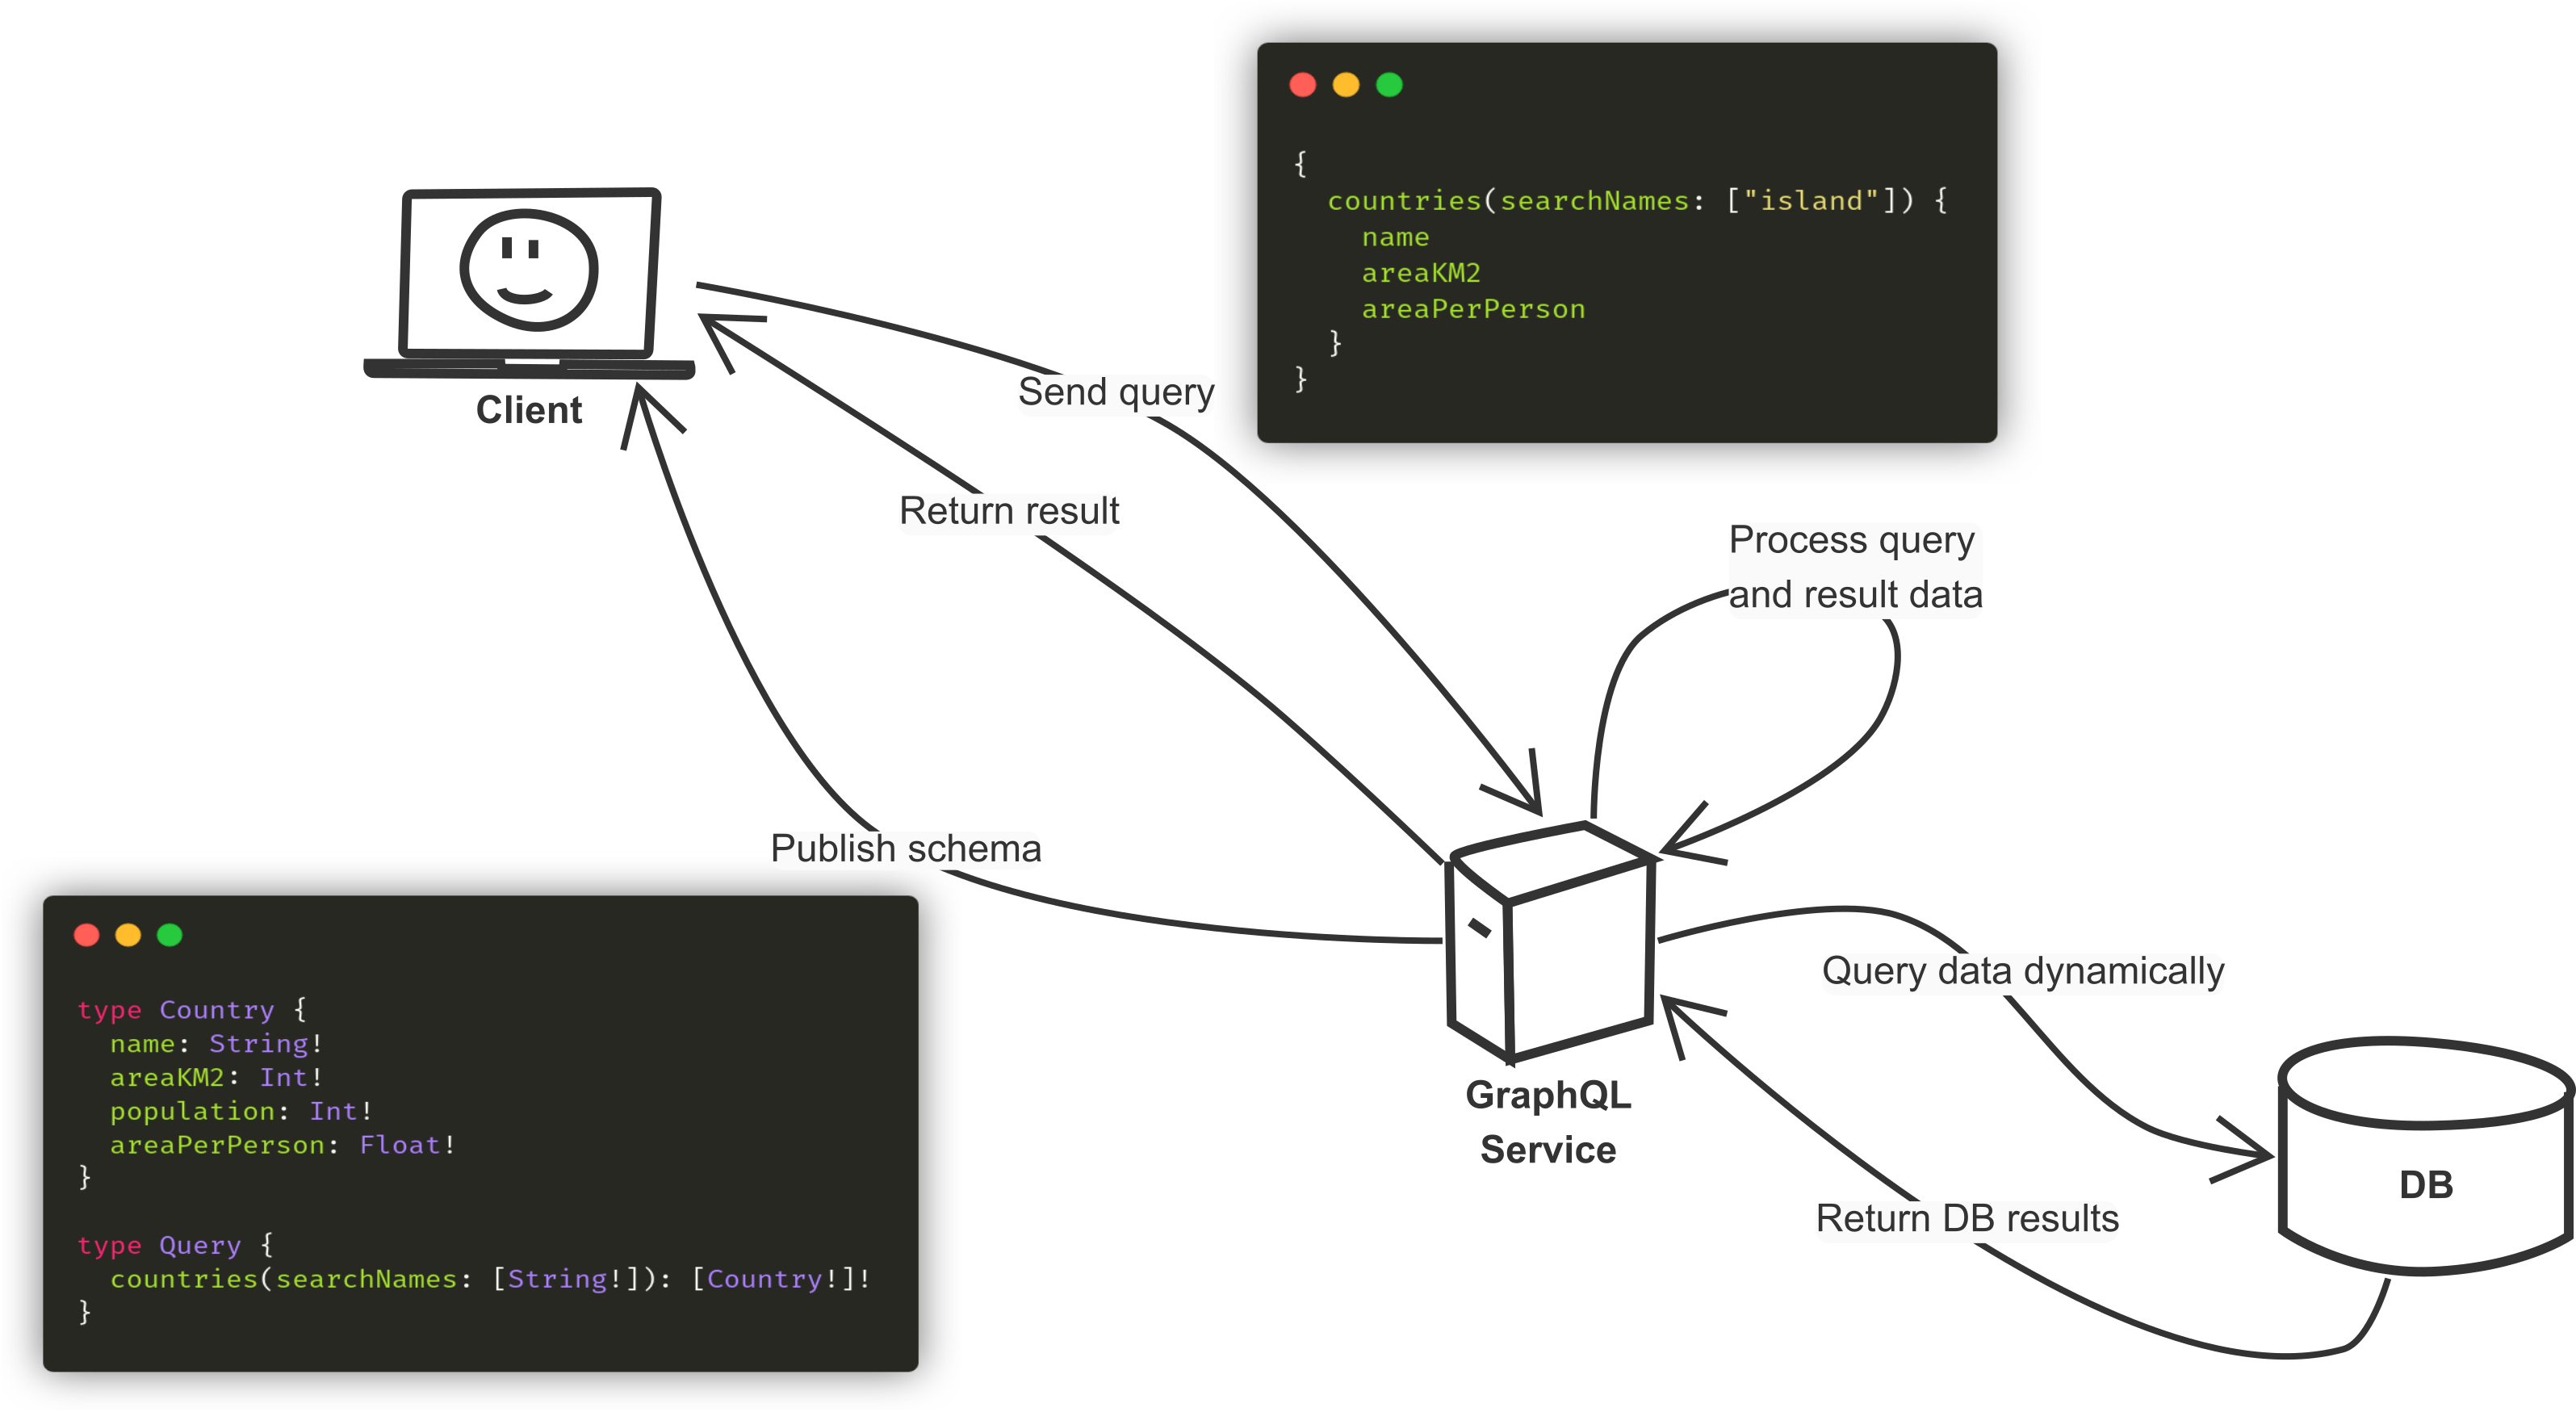 {
  countries(searchNames: ["island"]) {
    name
    areaKM2
    areaPerPerson
  }
}
Client
Send query
Return result
Process query
and result data
Publish schema
type Country {
  name: String!
  areaKM2: Int!
  population: Int!
  areaPerPerson: Float!
}
type Query {
  countries(searchNames: [String!]): [Country!]!
}
Query data dynamically
GraphQL
Service
DB
Return DB results